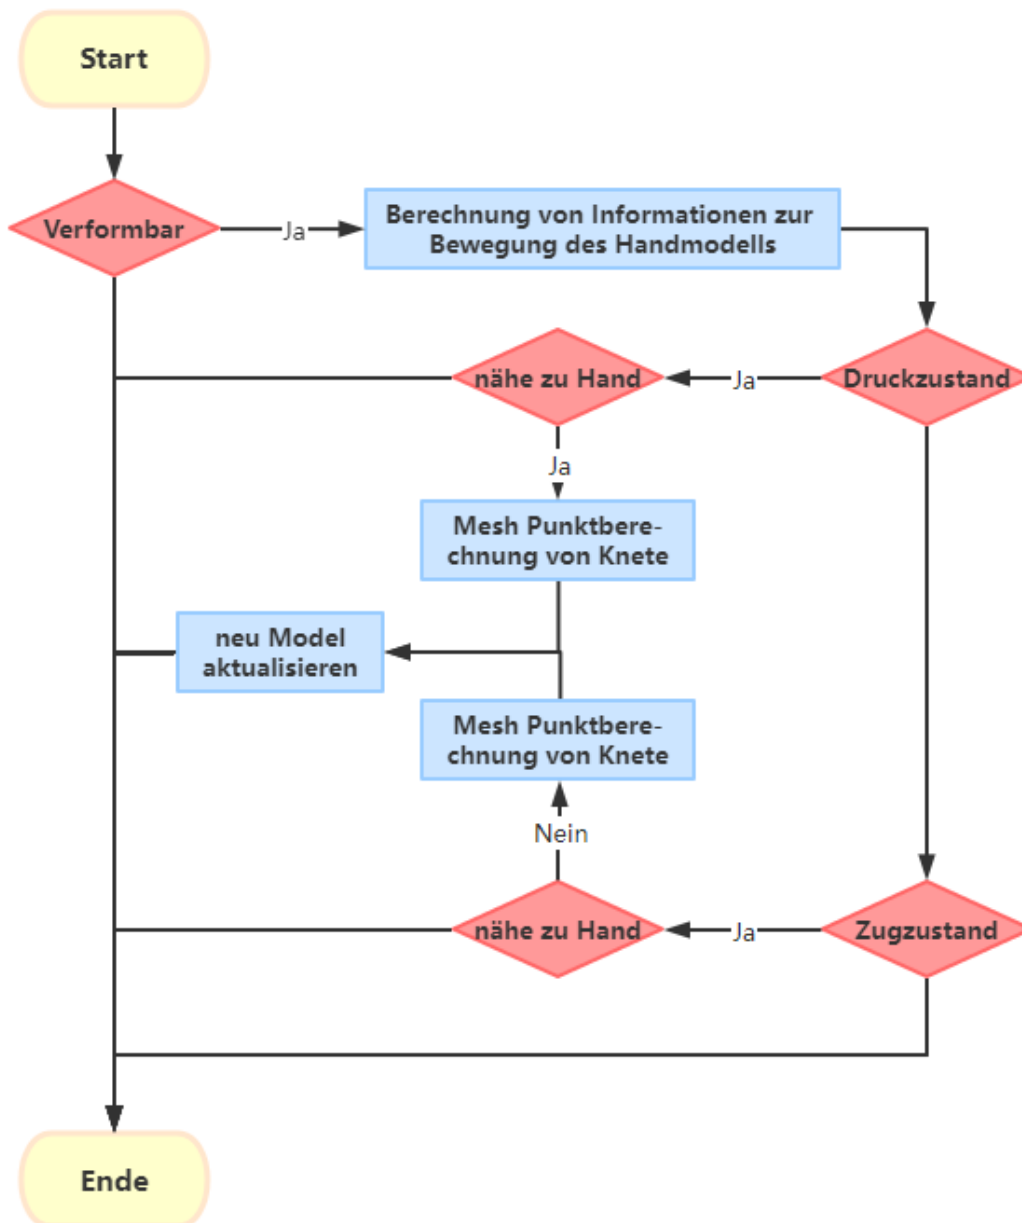 Start
Verformbar
Ja
Berechnung von Informationen zur
Bewegung des Handmodells
nähe zu Hand
Ja
Druckzustand
Ja
Mesh Punktbere-
chnung von Knete
neu Model
aktualisieren
Mesh Punktbere-
chnung von Knete
Nein
nähe zu Hand
Ja
Zugzustand
Ende